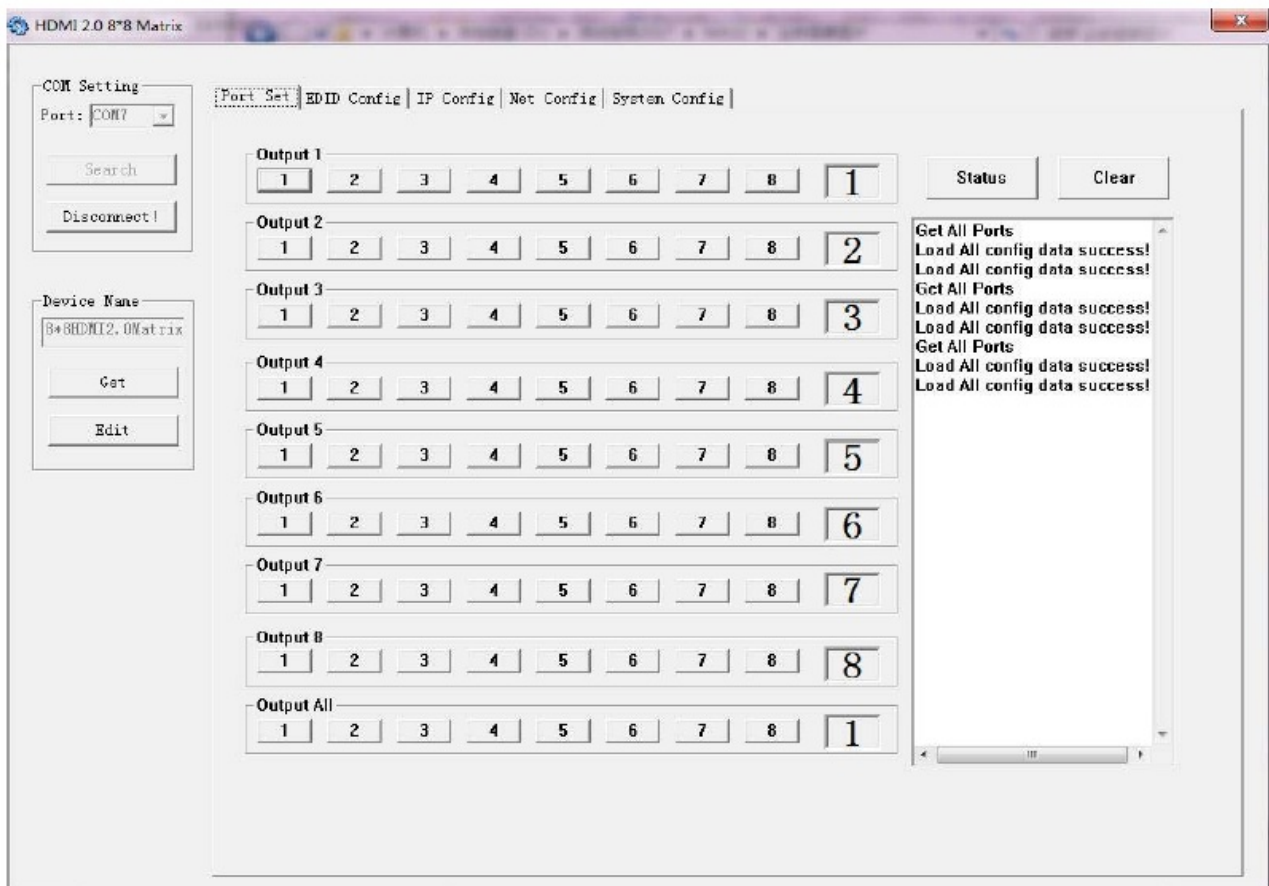 HDMI 2.0 8*8 Matrix
COM Setting
Port: COM7
Search
Disconnect!
Device Name
8*8HDMI2.0Matrix
Get
Edit
Port Set EDID Config IP Config Net Config System Config
Output 1
1 2 3 4 5 6 7 8 1
Output 2
1 2 3 4 5 6 7 8 2
Output 3
1 2 3 4 5 6 7 8 3
Output 4
1 2 3 4 5 6 7 8 4
Output 5
1 2 3 4 5 6 7 8 5
Output 6
1 2 3 4 5 6 7 8 6
Output 7
1 2 3 4 5 6 7 8 7
Output 8
1 2 3 4 5 6 7 8 8
Output All
1 2 3 4 5 6 7 8 1
Status Clear
Get All Ports
Load All config data success!
Load All config data success!
Get All Ports
Load All config data success!
Load All config data success!
Get All Ports
Load All config data success!
Load All config data success!